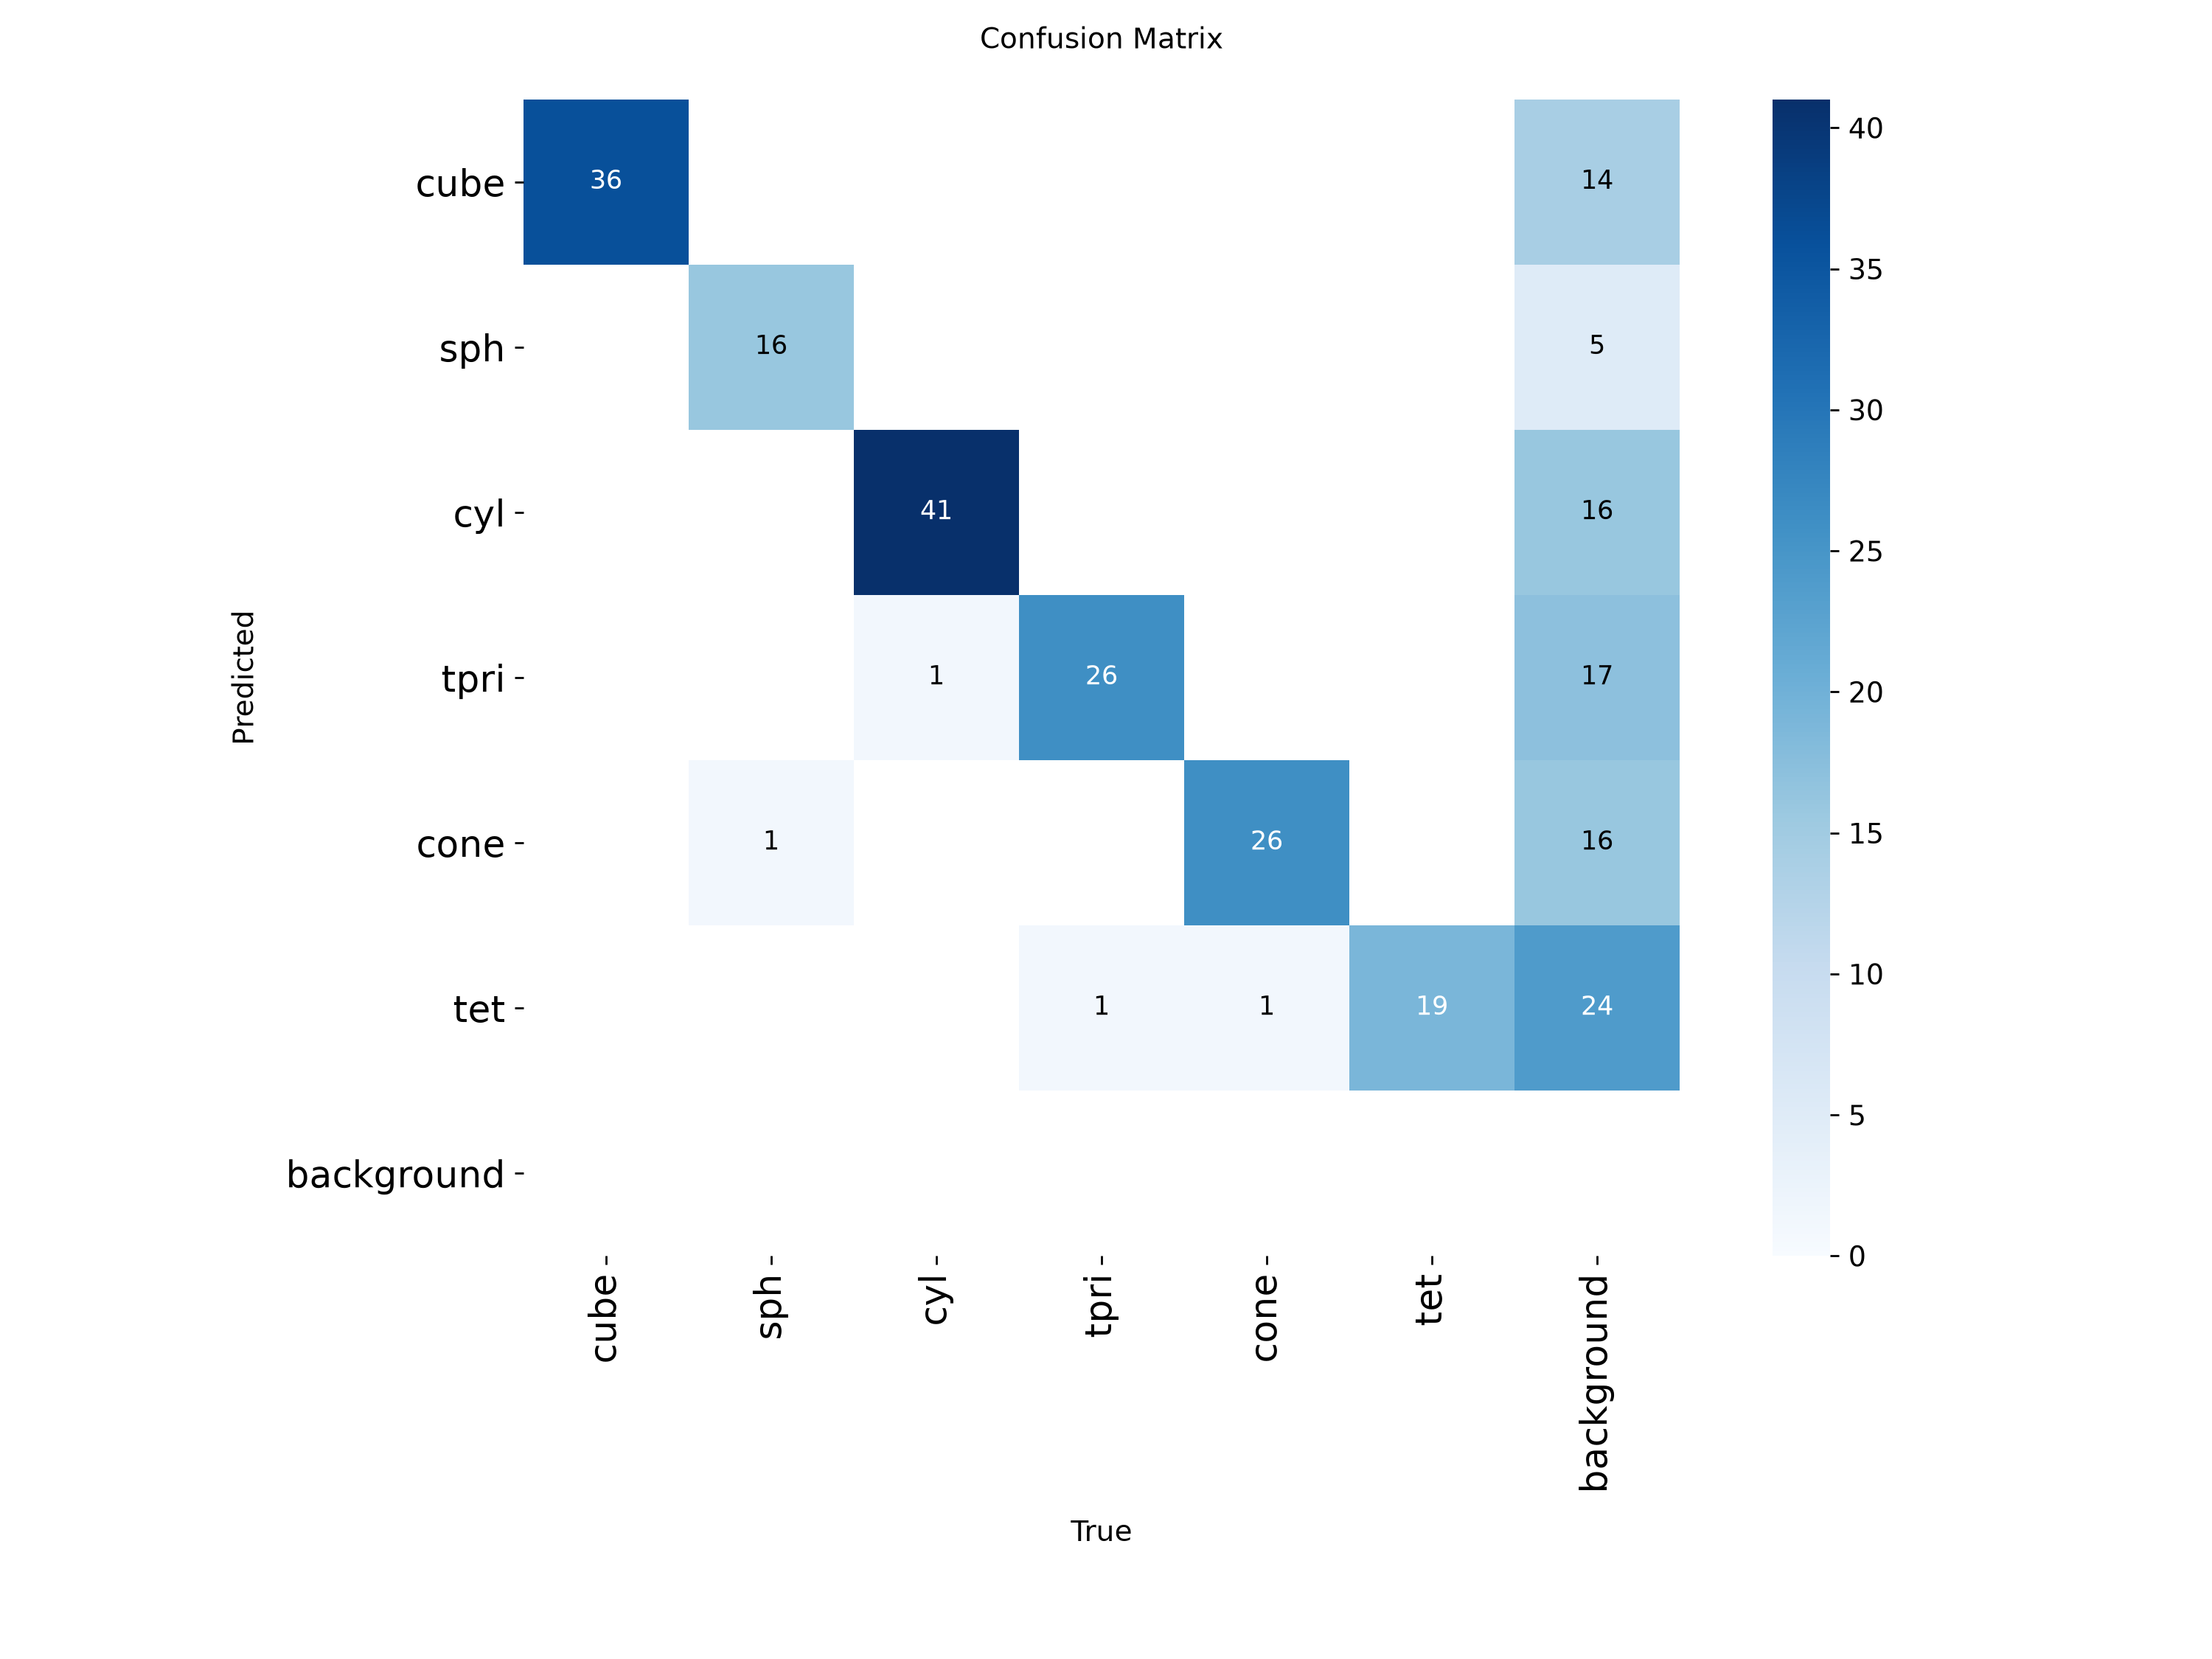 Confusion Matrix
cube 36 14 40
35
sph 16 5 30
cyl 41 16 25
Predicted
tpri 1 26 17 20
cone 1 26 16 15
tet 1 1 19 24 10
5
background
0
cube sph cyl tpri cone tet background
True